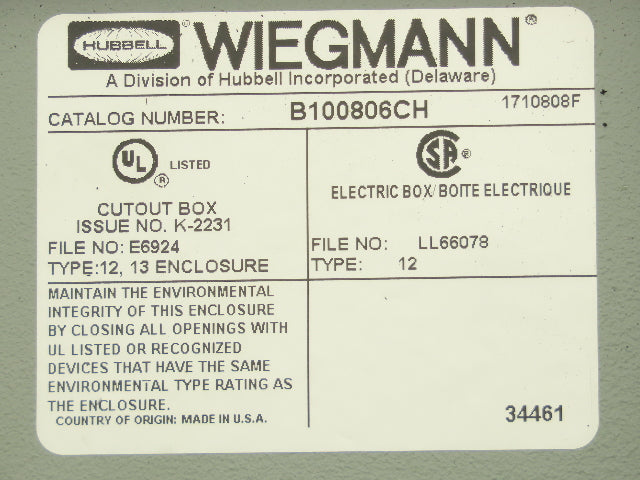 HUBBELL® WIEGMANN®
A Division of Hubbell Incorporated (Delaware)
CATALOG NUMBER: B100806CH 1710808F
UL® LISTED
CUTOUT BOX
ISSUE NO. K-2231
FILE NO: E6924
TYPE:12, 13 ENCLOSURE
SA®
ELECTRIC BOX/BOITE ELECTRIQUE
FILE NO: LL66078
TYPE: 12
MAINTAIN THE ENVIRONMENTAL
INTEGRITY OF THIS ENCLOSURE
BY CLOSING ALL OPENINGS WITH
UL LISTED OR RECOGNIZED
DEVICES THAT HAVE THE SAME
ENVIRONMENTAL TYPE RATING AS
THE ENCLOSURE.
COUNTRY OF ORIGIN: MADE IN U.S.A.
34461